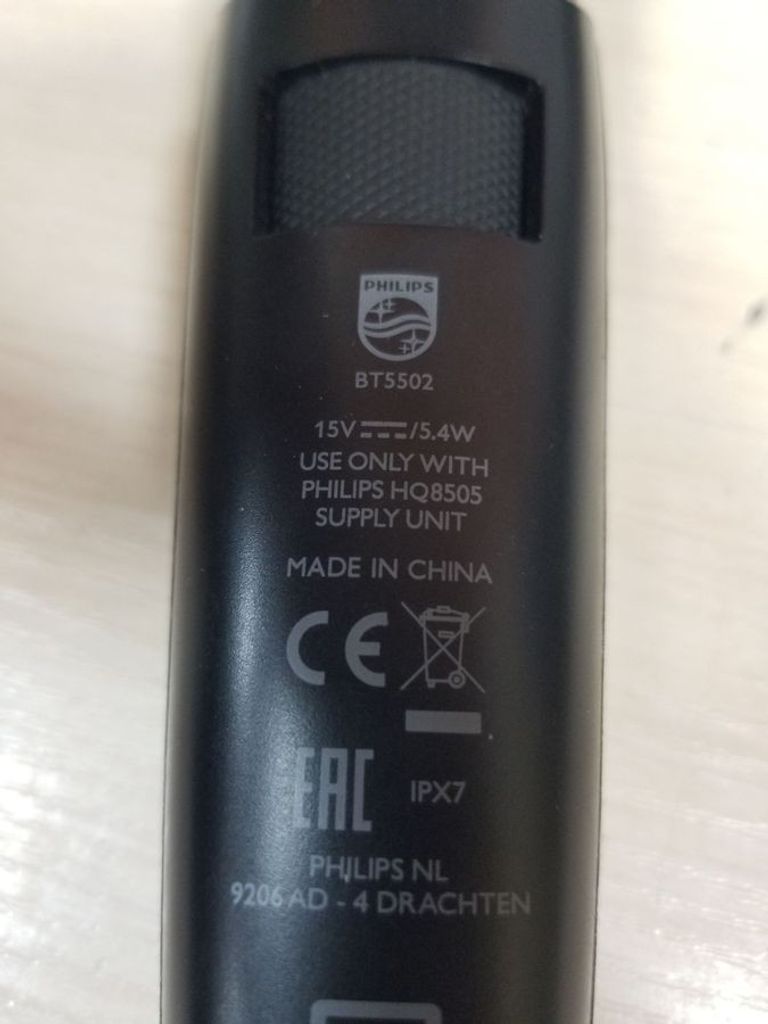 PHILIPS
BT5502
15V⎓/5.4W
USE ONLY WITH
PHILIPS HQ8505
SUPPLY UNIT
MADE IN CHINA
CE
EAC IPX7
PHILIPS NL
9206 AD - 4 DRACHTEN